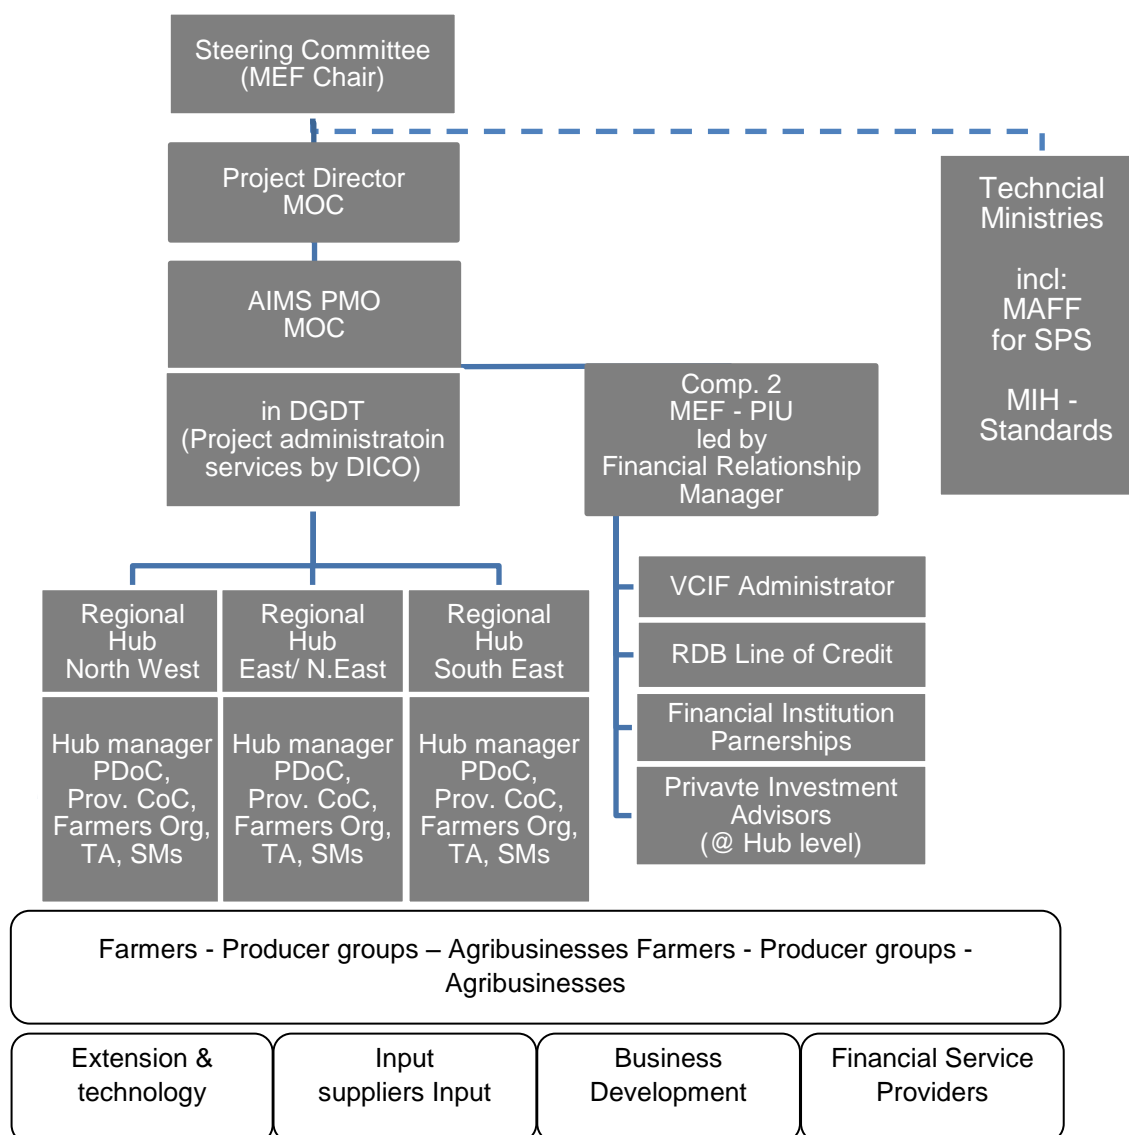 Steering Committee
(MEF Chair)
Project Director
MOC
Techncial
Ministries
incl:
MAFF
for SPS
MIH -
Standards
AIMS PMO
MOC
in DGDT
(Project administratoin
services by DICO)
Comp. 2
MEF - PIU
led by
Financial Relationship
Manager
VCIF Administrator
RDB Line of Credit
Financial Institution
Parnerships
Privavte Investment
Advisors
(@ Hub level)
Regional
Hub
North West
Regional
Hub
East/ N.East
Regional
Hub
South East
Hub manager
PDoC,
Prov. CoC,
Farmers Org,
TA, SMs
Hub manager
PDoC,
Prov. CoC,
Farmers Org,
TA, SMs
Hub manager
PDoC,
Prov. CoC,
Farmers Org,
TA, SMs
Farmers - Producer groups – Agribusinesses Farmers - Producer groups -
Agribusinesses
Extension &
technology
Input
suppliers Input
Business
Development
Financial Service
Providers